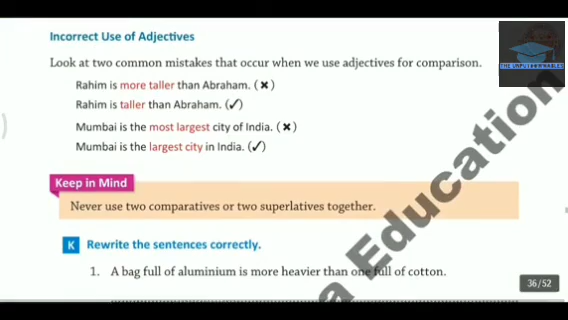 Incorrect Use of Adjectives
THE UNPUTDOWNABLES
Look at two common mistakes that occur when we use adjectives for comparison.
Rahim is more taller than Abraham. (✖)
Rahim is taller than Abraham. (✓)
Mumbai is the most largest city of India. (✖)
Mumbai is the largest city in India. (✓)
Keep in Mind
Never use two comparatives or two superlatives together.
K Rewrite the sentences correctly.
1. A bag full of aluminium is more heavier than one full of cotton.
36/52
a Education